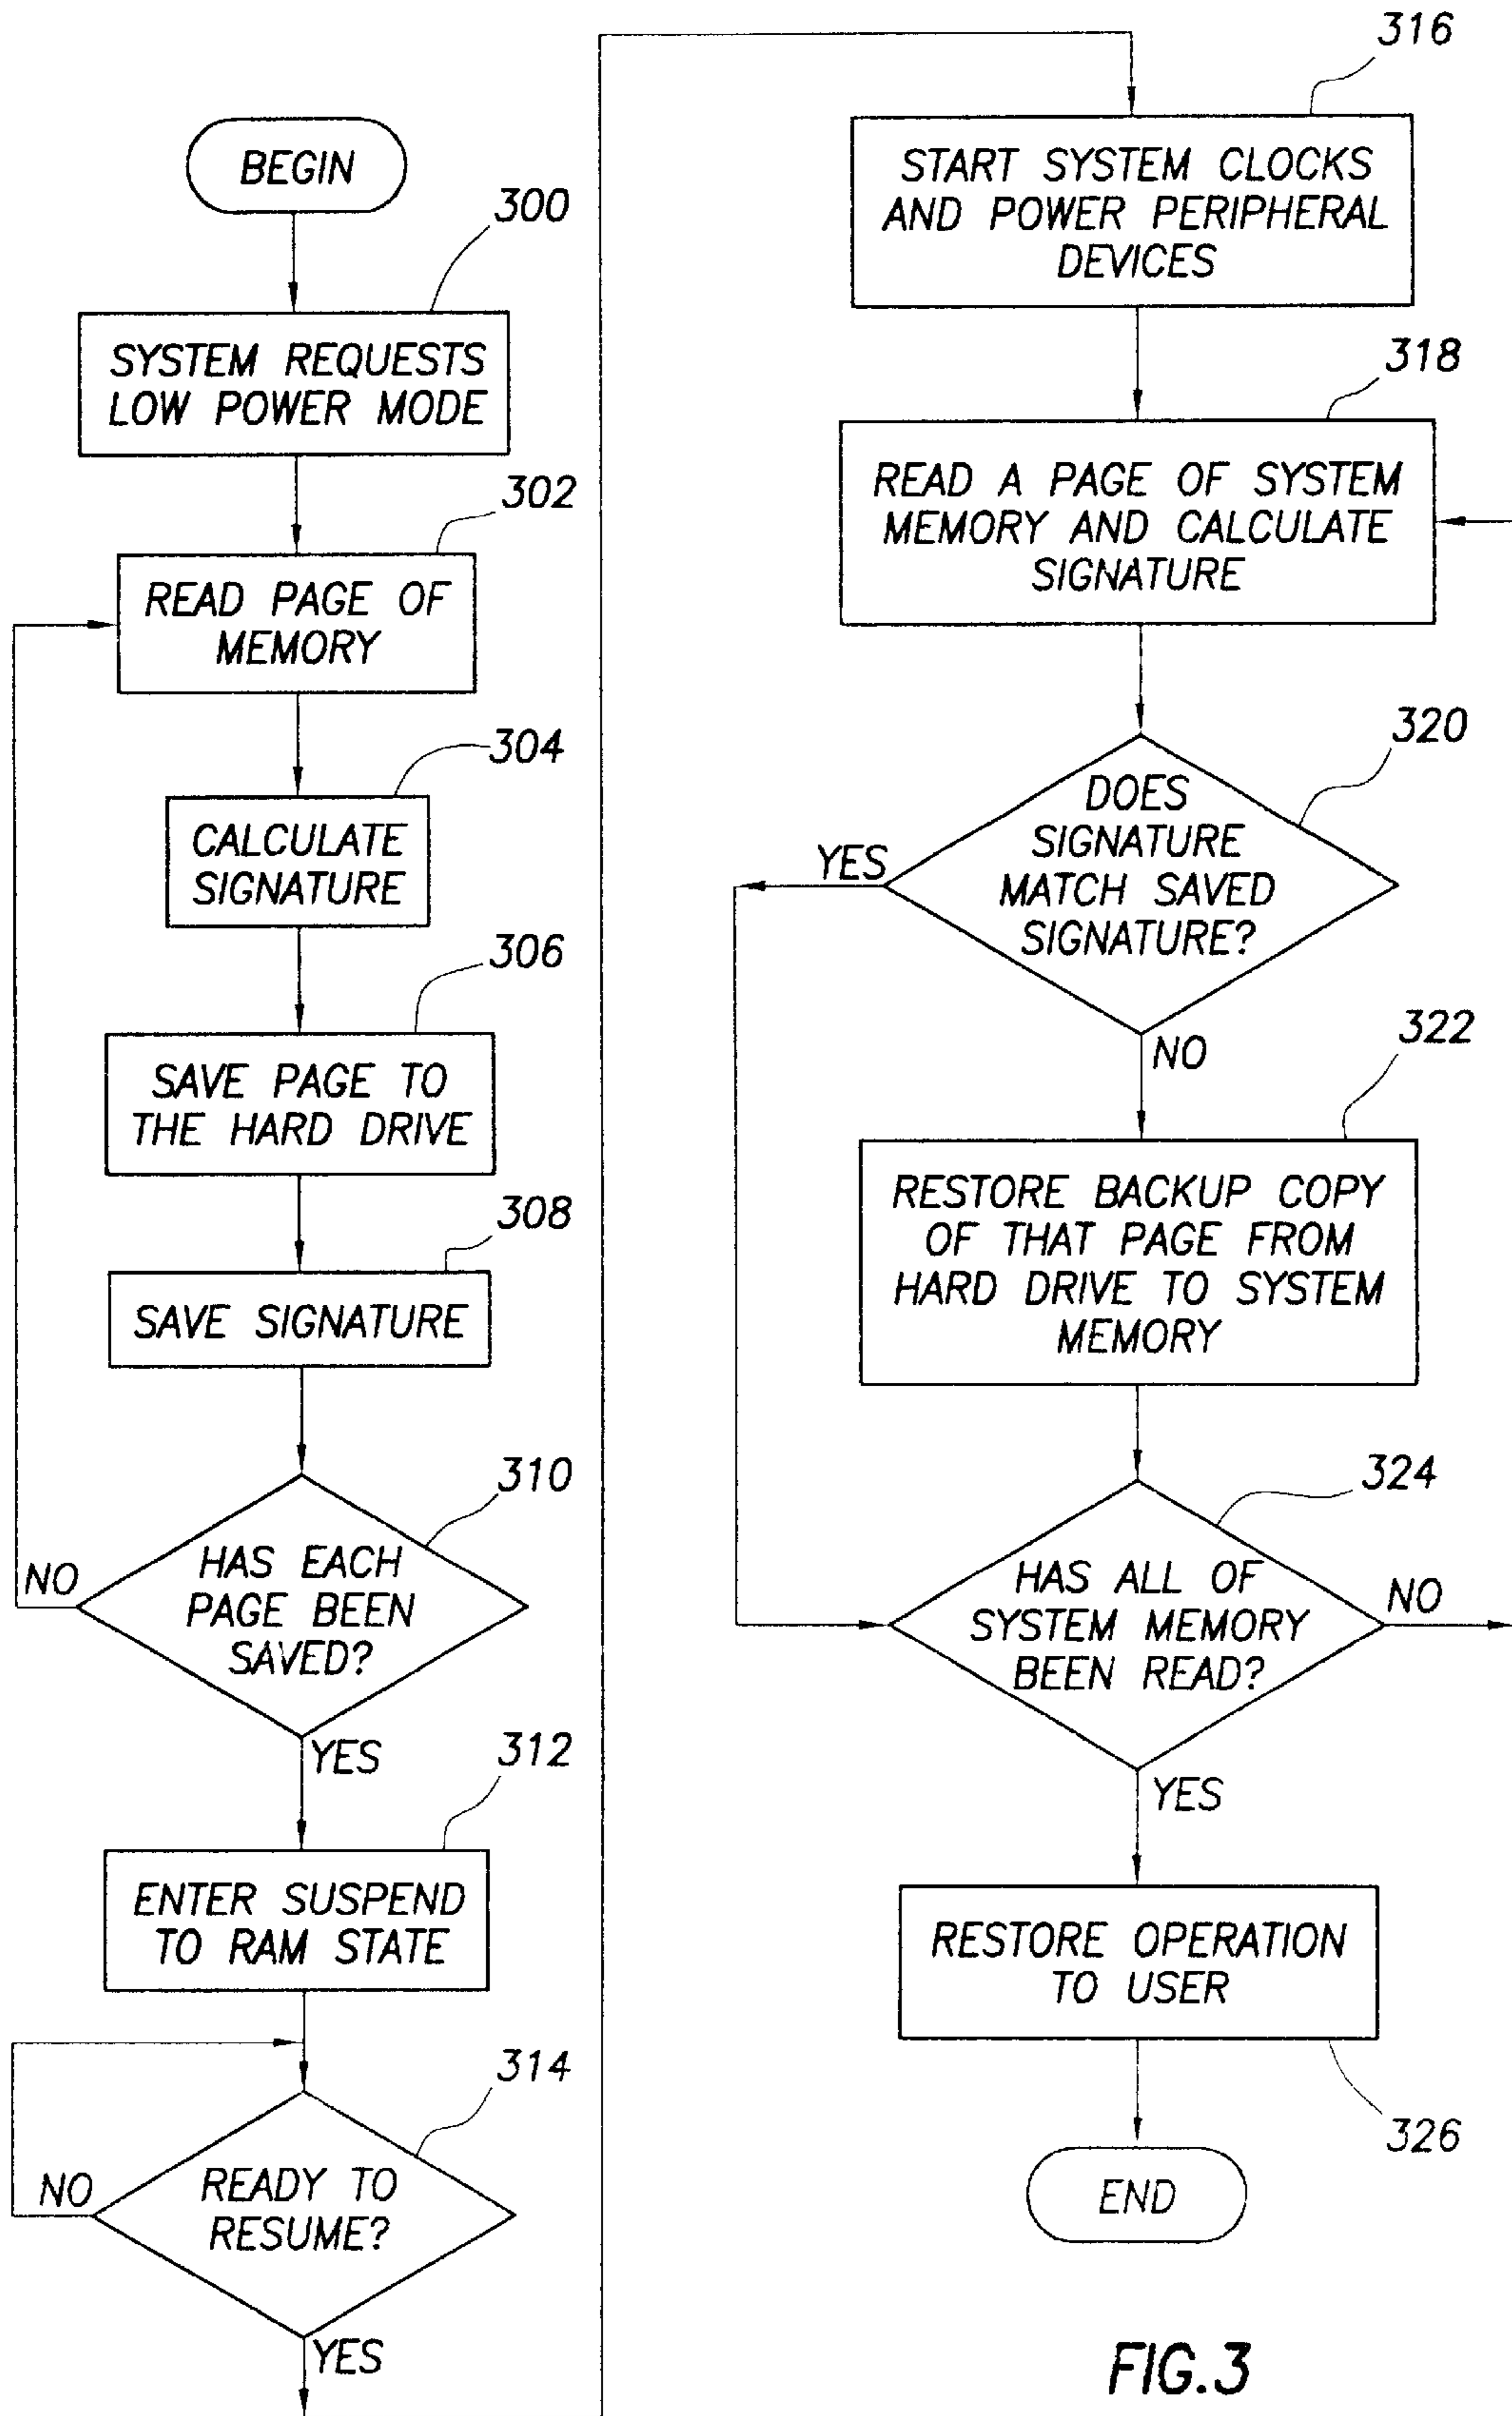 BEGIN
300
SYSTEM REQUESTS
LOW POWER MODE
302
READ PAGE OF
MEMORY
304
CALCULATE
SIGNATURE
306
SAVE PAGE TO
THE HARD DRIVE
308
SAVE SIGNATURE
310
HAS EACH
PAGE BEEN
SAVED?
NO
YES
312
ENTER SUSPEND
TO RAM STATE
314
READY TO
RESUME?
NO
YES
316
START SYSTEM CLOCKS
AND POWER PERIPHERAL
DEVICES
318
READ A PAGE OF SYSTEM
MEMORY AND CALCULATE
SIGNATURE
320
DOES
SIGNATURE
MATCH SAVED
SIGNATURE?
YES
NO
322
RESTORE BACKUP COPY
OF THAT PAGE FROM
HARD DRIVE TO SYSTEM
MEMORY
324
HAS ALL OF
SYSTEM MEMORY
BEEN READ?
NO
YES
RESTORE OPERATION
TO USER
326
END
FIG.3